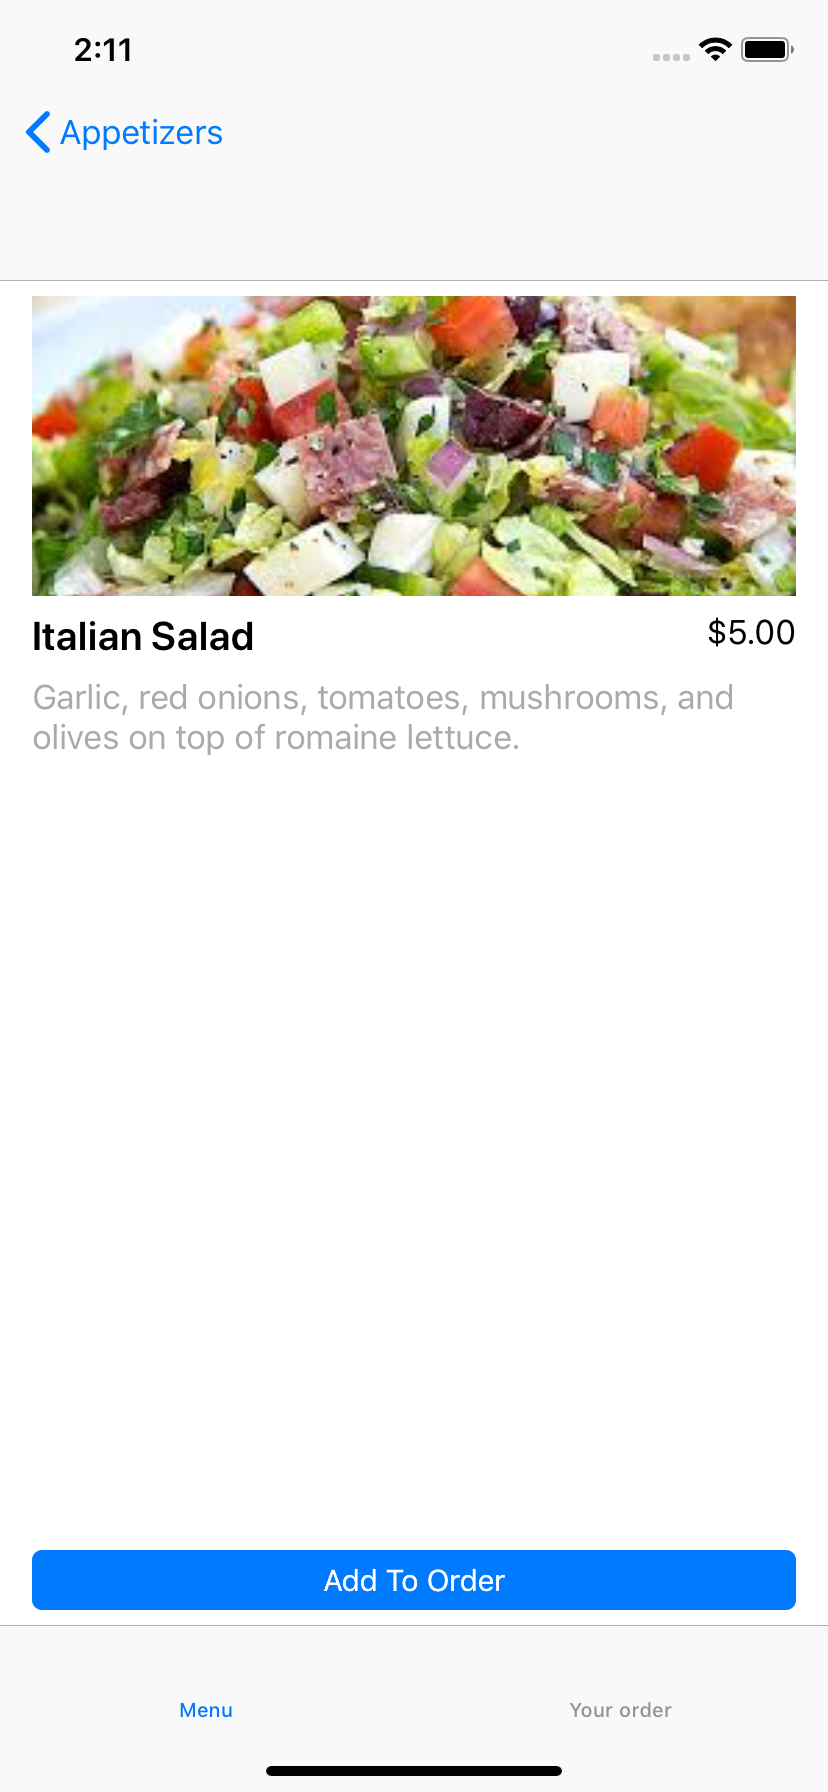 2:11
Appetizers
Italian Salad
$5.00
Garlic, red onions, tomatoes, mushrooms, and
olives on top of romaine lettuce.
Add To Order
Menu
Your order